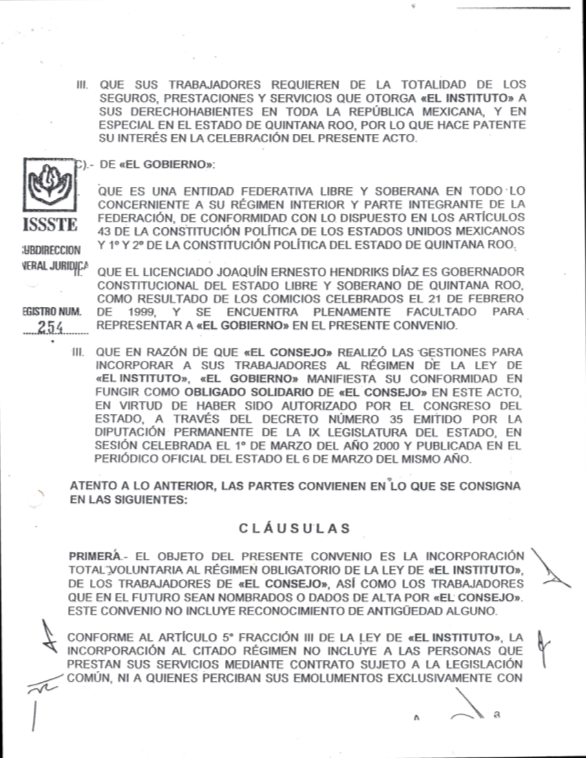 III. QUE SUS TRABAJADORES REQUIEREN DE LA TOTALIDAD DE LOS
SEGUROS, PRESTACIONES Y SERVICIOS QUE OTORGA «EL INSTITUTO» A
SUS DERECHOHABIENTES EN TODA LA REPÚBLICA MEXICANA, Y EN
ESPECIAL EN EL ESTADO DE QUINTANA ROO, POR LO QUE HACE PATENTE
SU INTERÉS EN LA CELEBRACIÓN DEL PRESENTE ACTO.
C).- DE «EL GOBIERNO»:
QUE ES UNA ENTIDAD FEDERATIVA LIBRE Y SOBERANA EN TODO LO
CONCERNIENTE A SU RÉGIMEN INTERIOR Y PARTE INTEGRANTE DE LA
FEDERACIÓN, DE CONFORMIDAD CON LO DISPUESTO EN LOS ARTÍCULOS
43 DE LA CONSTITUCIÓN POLÍTICA DE LOS ESTADOS UNIDOS MEXICANOS
Y 1º Y 2º DE LA CONSTITUCIÓN POLÍTICA DEL ESTADO DE QUINTANA ROO.
ISSSTE
SUBDIRECCION
NERAL JURIDICA
EGISTRO NUM.
254
II. QUE EL LICENCIADO JOAQUÍN ERNESTO HENDRIKS DÍAZ ES GOBERNADOR
CONSTITUCIONAL DEL ESTADO LIBRE Y SOBERANO DE QUINTANA ROO,
COMO RESULTADO DE LOS COMICIOS CELEBRADOS EL 21 DE FEBRERO
DE 1999, Y SE ENCUENTRA PLENAMENTE FACULTADO PARA
REPRESENTAR A «EL GOBIERNO» EN EL PRESENTE CONVENIO.
III. QUE EN RAZÓN DE QUE «EL CONSEJO» REALIZÓ LAS GESTIONES PARA
INCORPORAR A SUS TRABAJADORES AL RÉGIMEN DE LA LEY DE
«EL INSTITUTO», «EL GOBIERNO» MANIFIESTA SU CONFORMIDAD EN
FUNGIR COMO OBLIGADO SOLIDARIO DE «EL CONSEJO» EN ESTE ACTO,
EN VIRTUD DE HABER SIDO AUTORIZADO POR EL CONGRESO DEL
ESTADO, A TRAVÉS DEL DECRETO NÚMERO 35 EMITIDO POR LA
DIPUTACIÓN PERMANENTE DE LA IX LEGISLATURA DEL ESTADO, EN
SESIÓN CELEBRADA EL 1º DE MARZO DEL AÑO 2000 Y PUBLICADA EN EL
PERIÓDICO OFICIAL DEL ESTADO EL 6 DE MARZO DEL MISMO AÑO.
ATENTO A LO ANTERIOR, LAS PARTES CONVIENEN EN LO QUE SE CONSIGNA
EN LAS SIGUIENTES:
CLÁUSULAS
PRIMERA.- EL OBJETO DEL PRESENTE CONVENIO ES LA INCORPORACIÓN
TOTAL VOLUNTARIA AL RÉGIMEN OBLIGATORIO DE LA LEY DE «EL INSTITUTO»,
DE LOS TRABAJADORES DE «EL CONSEJO», ASÍ COMO LOS TRABAJADORES
QUE EN EL FUTURO SEAN NOMBRADOS O DADOS DE ALTA POR «EL CONSEJO».
ESTE CONVENIO NO INCLUYE RECONOCIMIENTO DE ANTIGÜEDAD ALGUNO.
CONFORME AL ARTÍCULO 5º FRACCIÓN III DE LA LEY DE «EL INSTITUTO», LA
INCORPORACIÓN AL CITADO RÉGIMEN NO INCLUYE A LAS PERSONAS QUE
PRESTAN SUS SERVICIOS MEDIANTE CONTRATO SUJETO A LA LEGISLACIÓN
COMÚN, NI A QUIENES PERCIBAN SUS EMOLUMENTOS EXCLUSIVAMENTE CON